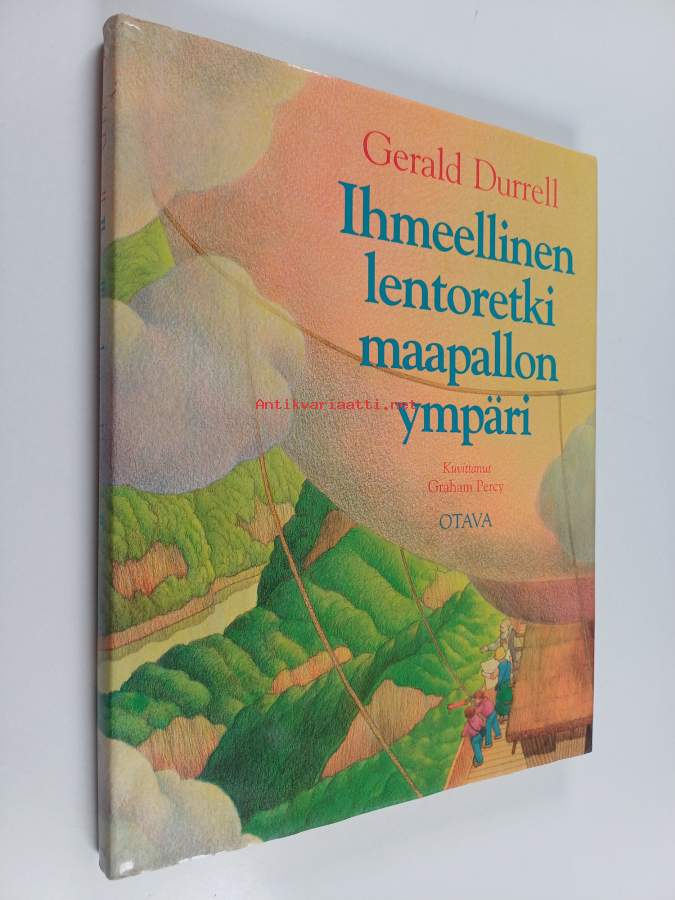 Gerald Durrell
Ihmeellinen
lentoretki
maapallon
ympäri
Antikvariaatti.net
Kuvittanut
Graham Percy
OTAVA